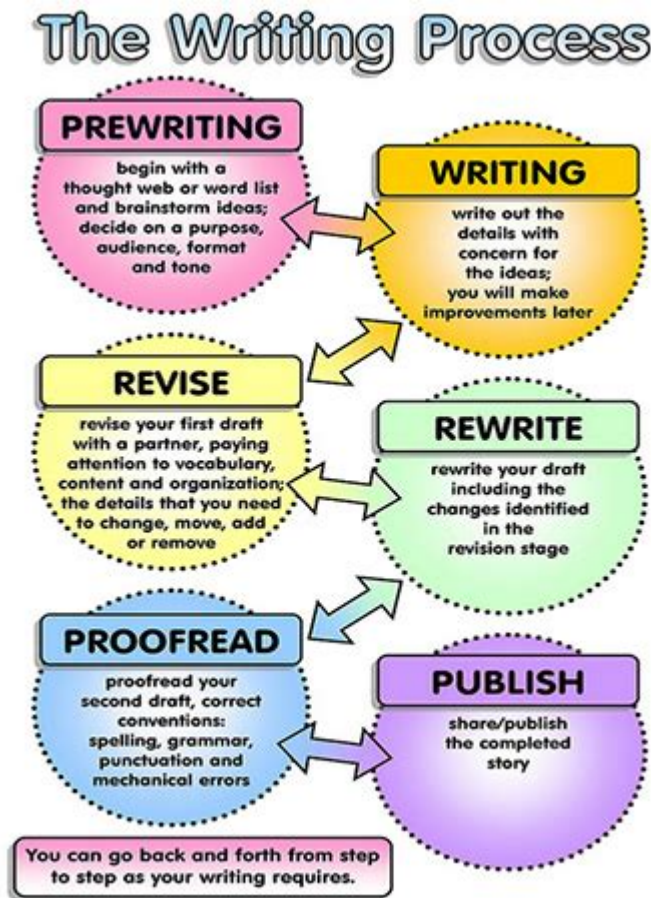 The Writing Process
PREWRITING
begin with a
thought web or word list
and brainstorm ideas;
decide on a purpose,
audience, format
and tone
WRITING
write out the
details with
concern for
the ideas;
you will make
improvements later
REVISE
revise your first draft
with a partner, paying
attention to vocabulary,
content and organization;
the details that you need
to change, move, add
or remove
REWRITE
rewrite your draft
including the
changes identified
in the
revision stage
PROOFREAD
proofread your
second draft, correct
conventions:
spelling, grammar,
punctuation and
mechanical errors
PUBLISH
share/publish
the completed
story
You can go back and forth from step
to step as your writing requires.